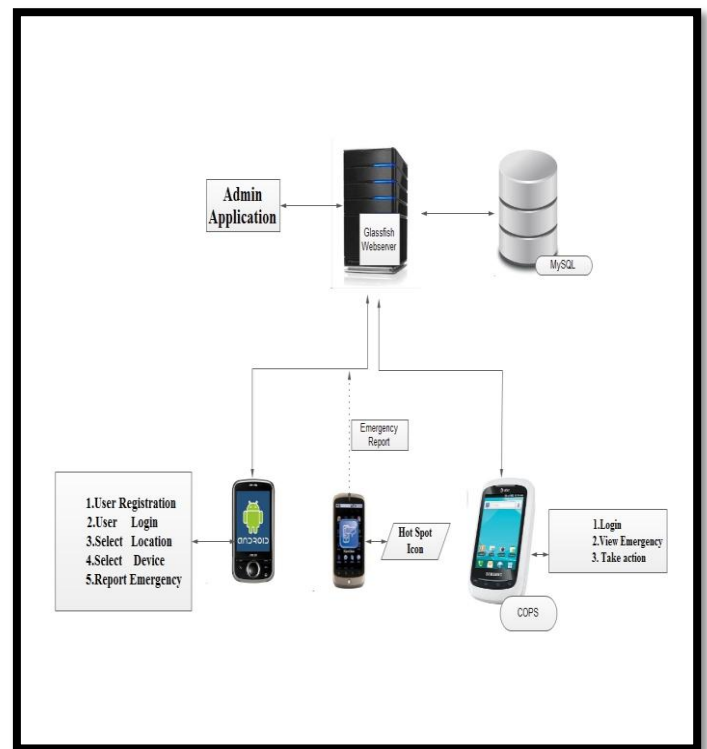 Admin
Application
Glassfish
Webserver
MySQL
Emergency
Report
1.User Registration
2.User Login
3.Select Location
4.Select Device
5.Report Emergency
ANDROID
Hot Spot
Icon
1.Login
2.View Emergency
3. Take action
COPS